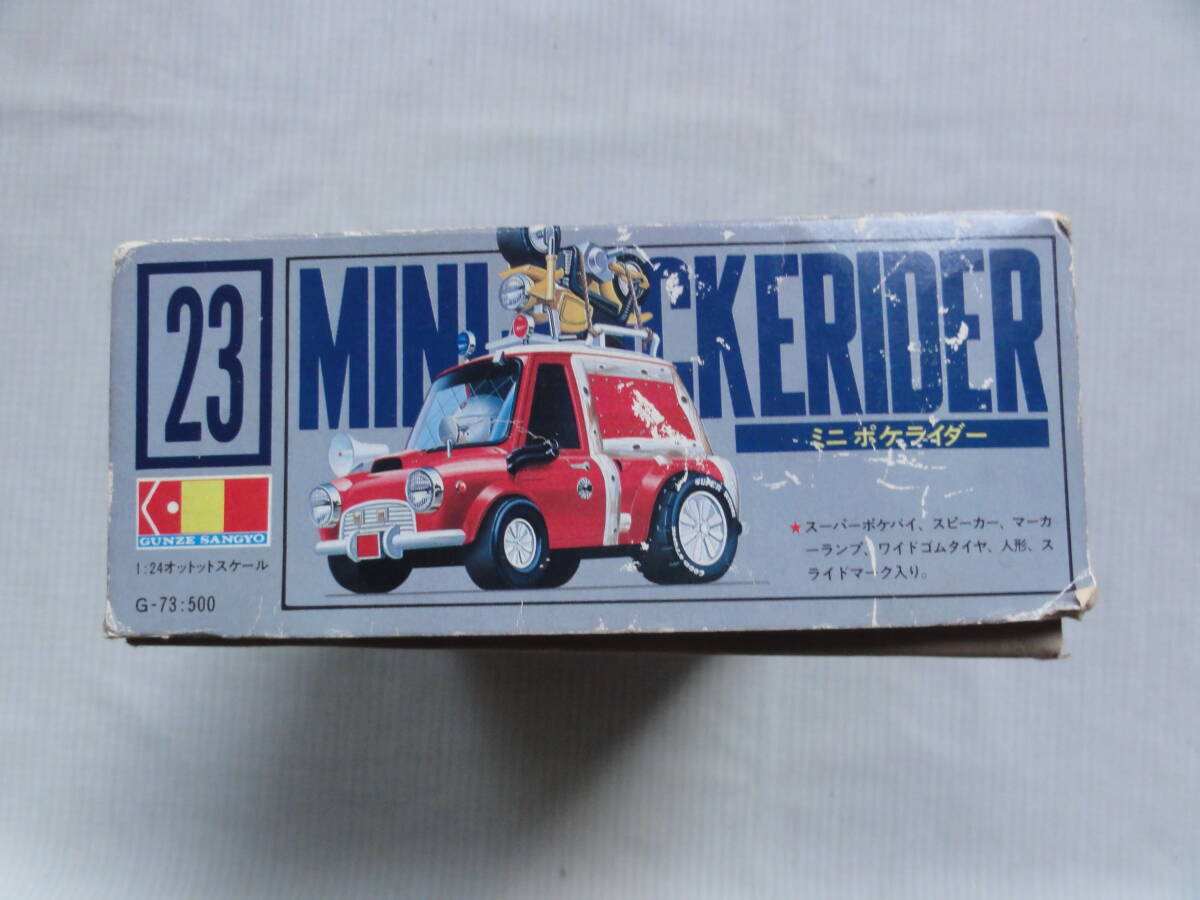 23
GUNZE SANGYO
1:24オットットスケール
G-73:500
MINI- CKERIDER
ミニ ポケライダー
★スーパーポケバイ、スピーカー、マーカ
ーランプ、ワイドゴムタイヤ、人形、ス
ライドマーク入り。
SUPER